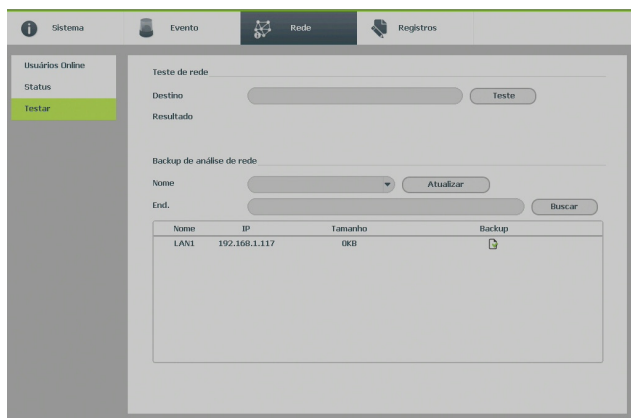 Sistema Evento Rede Registros
Usuários Online
Status
Testar
Teste de rede
Destino Teste
Resultado
Backup de análise de rede
Nome Atualizar
End. Buscar
Nome IP Tamanho Backup
LAN1 192.168.1.117 0KB